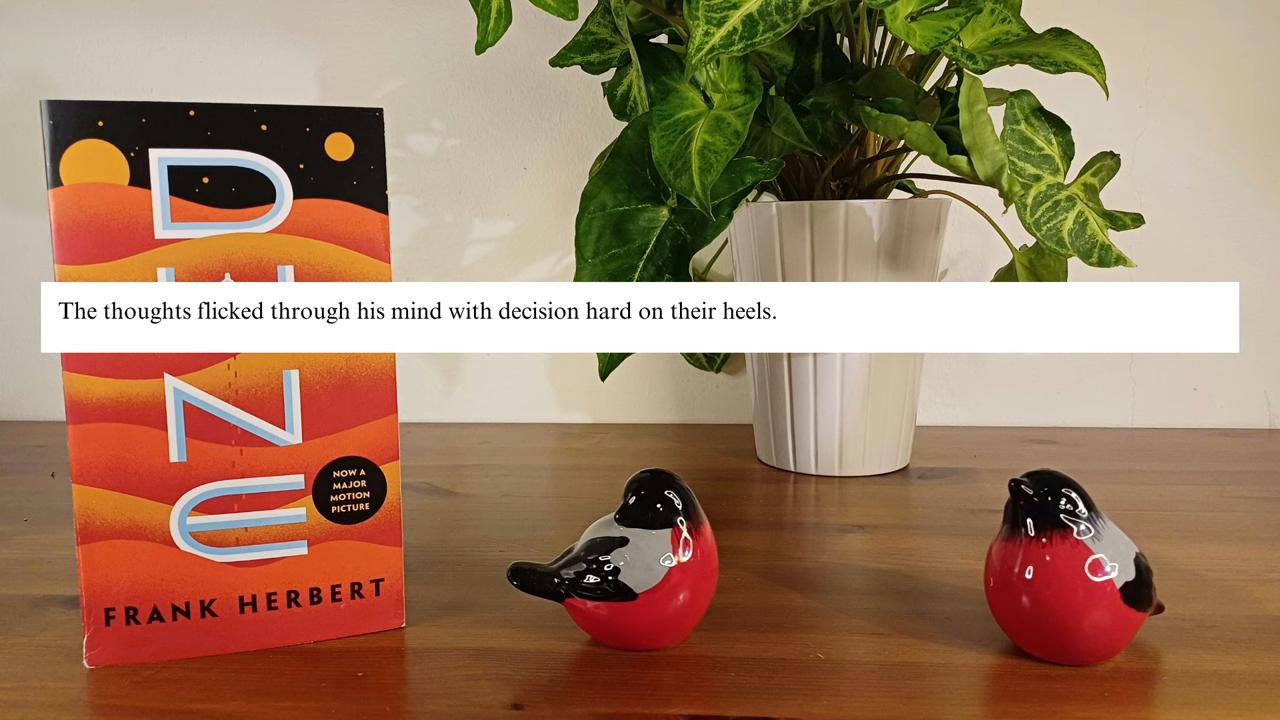 D
The thoughts flicked through his mind with decision hard on their heels.
N
E
NOW A
MAJOR
MOTION
PICTURE
FRANK HERBERT